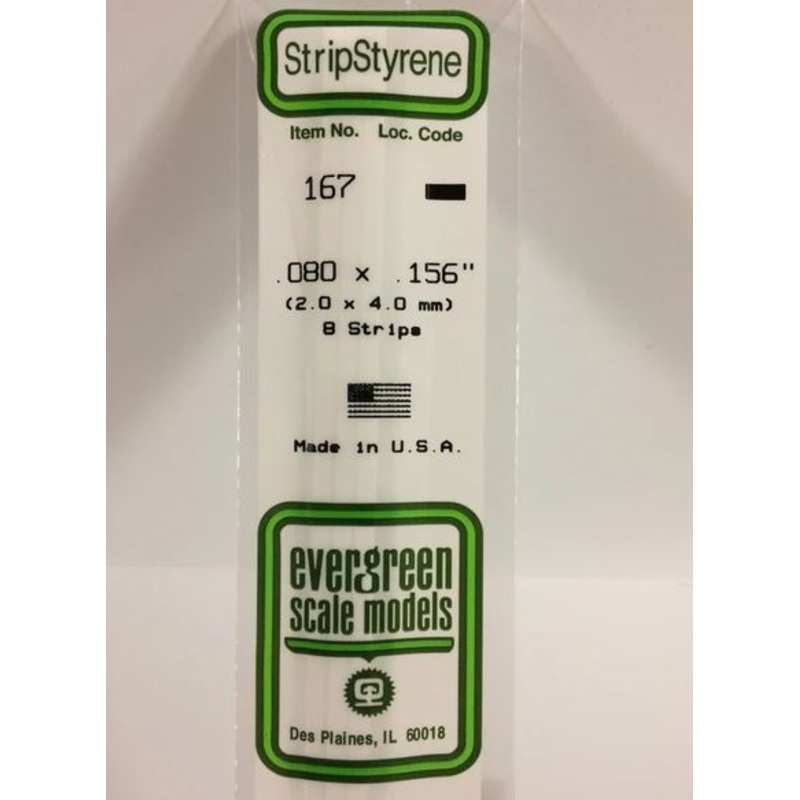 StripStyrene
Item No. Loc. Code
167
.080 x .156"
(2.0 x 4.0 mm)
8 Strips
Made in U.S.A.
evergreen
scale models
Des Plaines, IL 60018